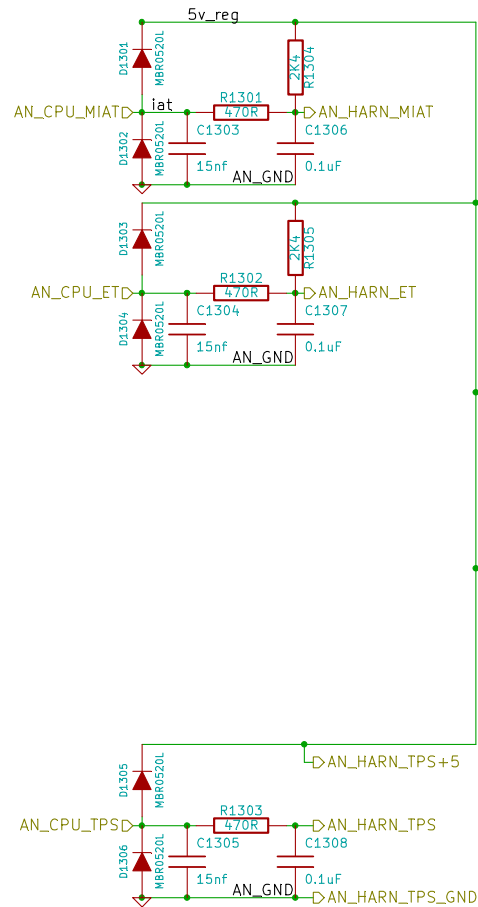 5v_reg
D1301
MBR0520L
2K4
R1304
AN_CPU_MIAT
iat
R1301
470R
AN_HARN_MIAT
D1302
MBR0520L
C1303
15nf
C1306
0.1uF
AN_GND
D1303
MBR0520L
2K4
R1305
AN_CPU_ET
R1302
470R
AN_HARN_ET
D1304
MBR0520L
C1304
15nf
C1307
0.1uF
AN_GND
AN_HARN_TPS+5
D1305
MBR0520L
AN_CPU_TPS
R1303
470R
AN_HARN_TPS
D1306
MBR0520L
C1305
15nf
C1308
0.1uF
AN_GND
AN_HARN_TPS_GND